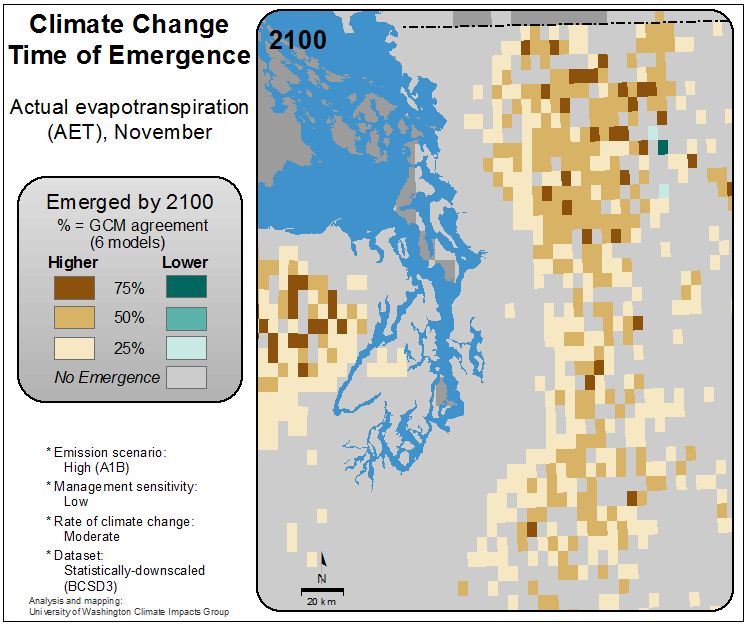 Climate Change
Time of Emergence
Actual evapotranspiration
(AET), November
Emerged by 2100
% = GCM agreement
(6 models)
Higher Lower
75%
50%
25%
No Emergence
* Emission scenario:
High (A1B)
* Management sensitivity:
Low
* Rate of climate change:
Moderate
* Dataset:
Statistically-downscaled
(BCSD3)
Analysis and mapping:
University of Washington Climate Impacts Group
2100
N
20 km